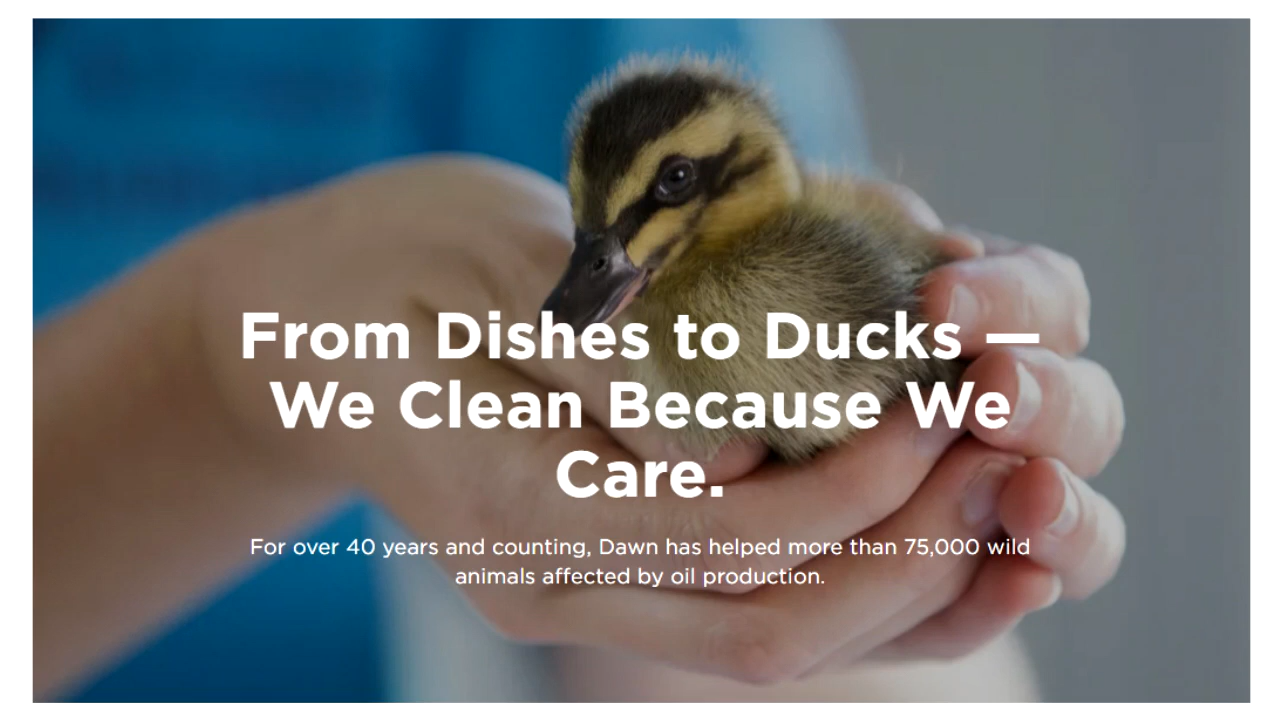 From Dishes to Ducks —
We Clean Because We
Care.
For over 40 years and counting, Dawn has helped more than 75,000 wild
animals affected by oil production.